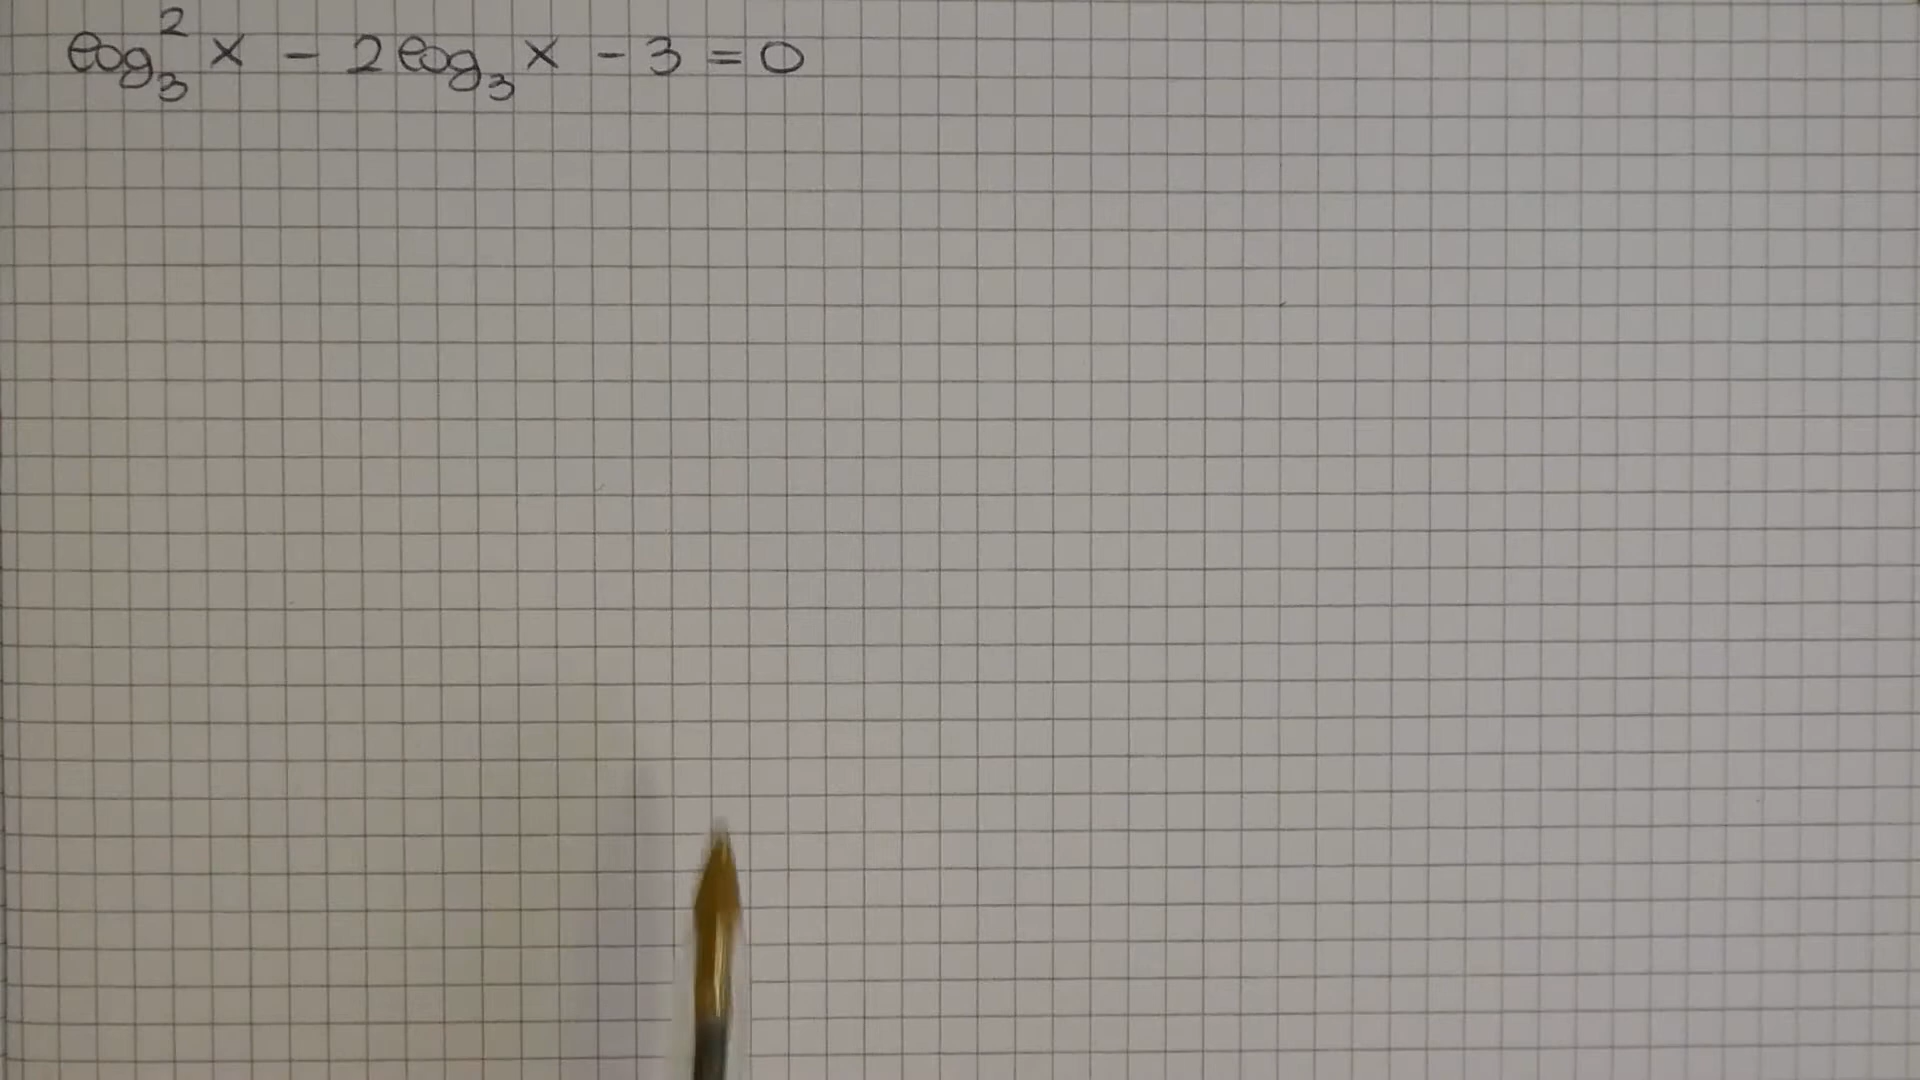 log₃² x - 2 log₃ x - 3 = 0